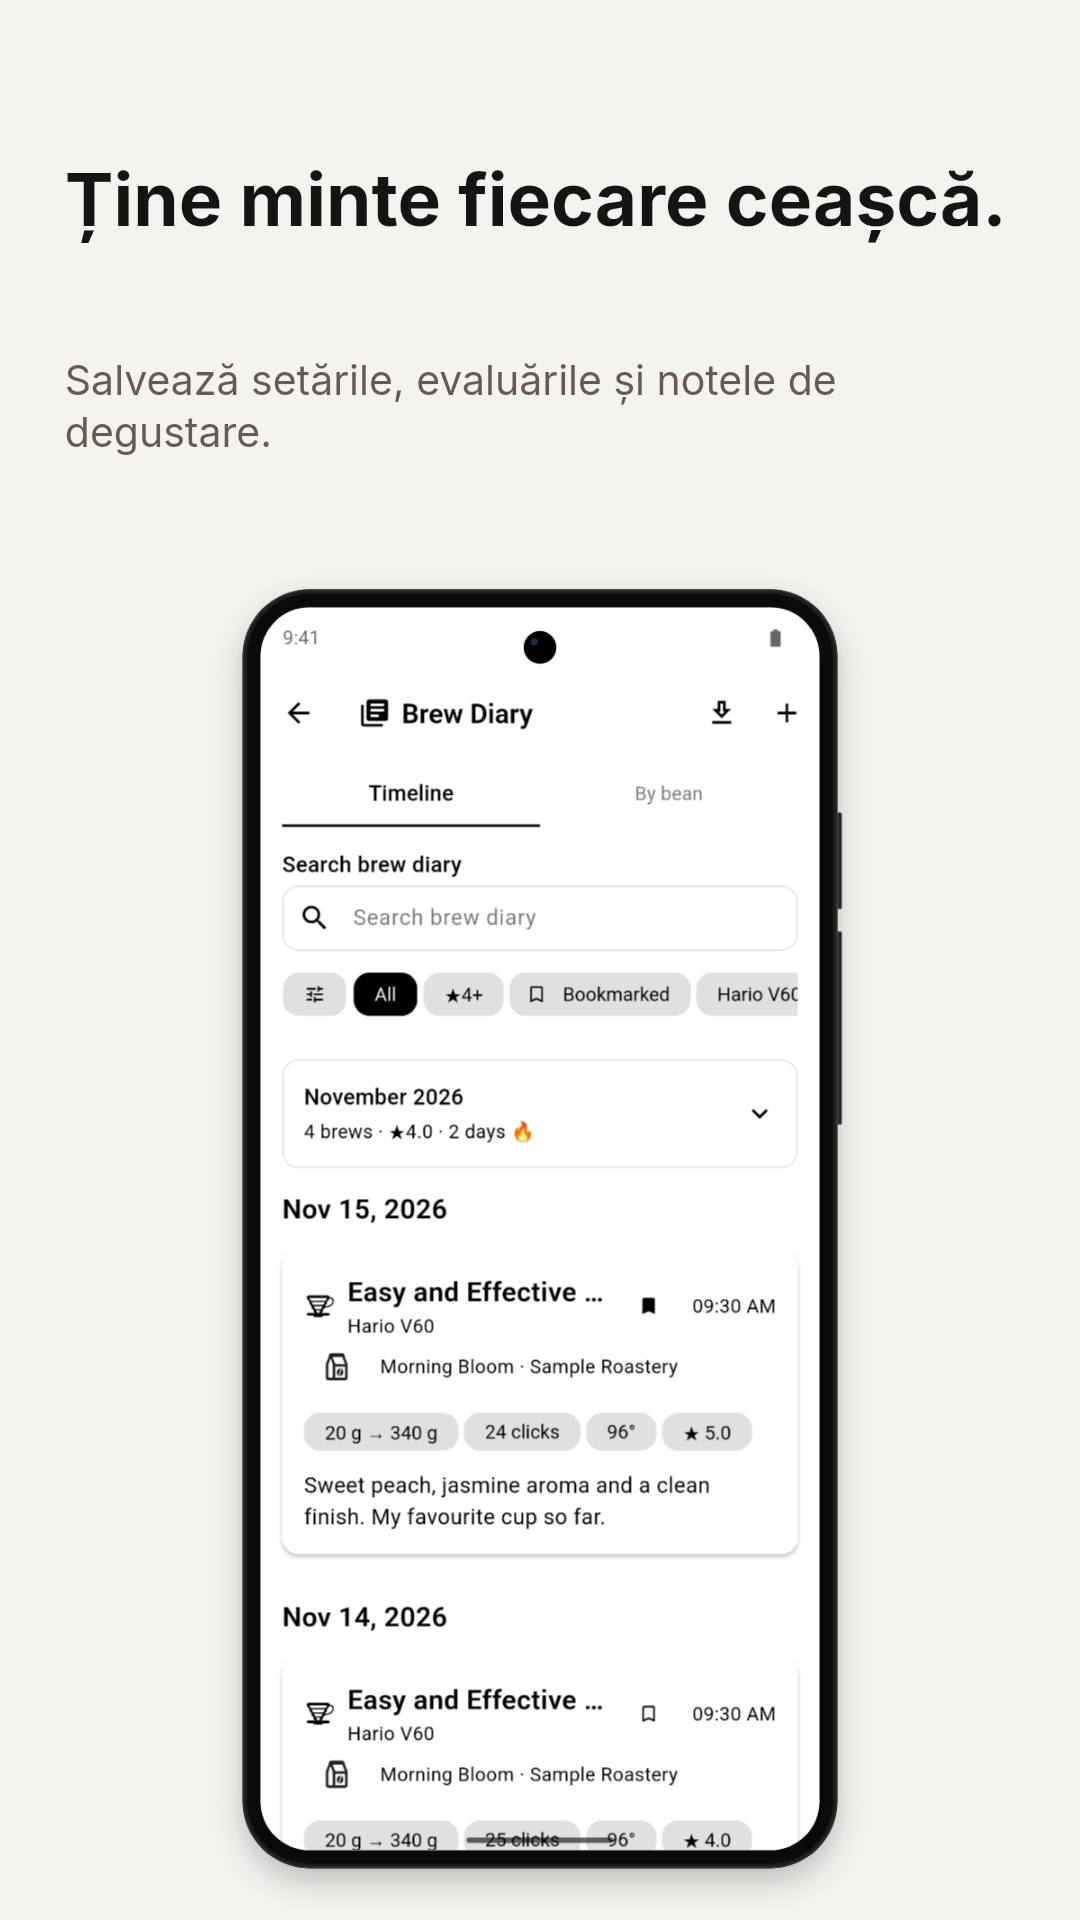 Ține minte fiecare ceașcă.
Salvează setările, evaluările și notele de
degustare.
9:41
Brew Diary
Timeline
By bean
Search brew diary
Search brew diary
All
★4+
Bookmarked
Hario V60
November 2026
4 brews · ★4.0 · 2 days 🔥
Nov 15, 2026
Easy and Effective ...
09:30 AM
Hario V60
Morning Bloom · Sample Roastery
20 g → 340 g
24 clicks
96°
★ 5.0
Sweet peach, jasmine aroma and a clean
finish. My favourite cup so far.
Nov 14, 2026
Easy and Effective ...
09:30 AM
Hario V60
Morning Bloom · Sample Roastery
20 g → 340 g
25 clicks
96°
★ 4.0